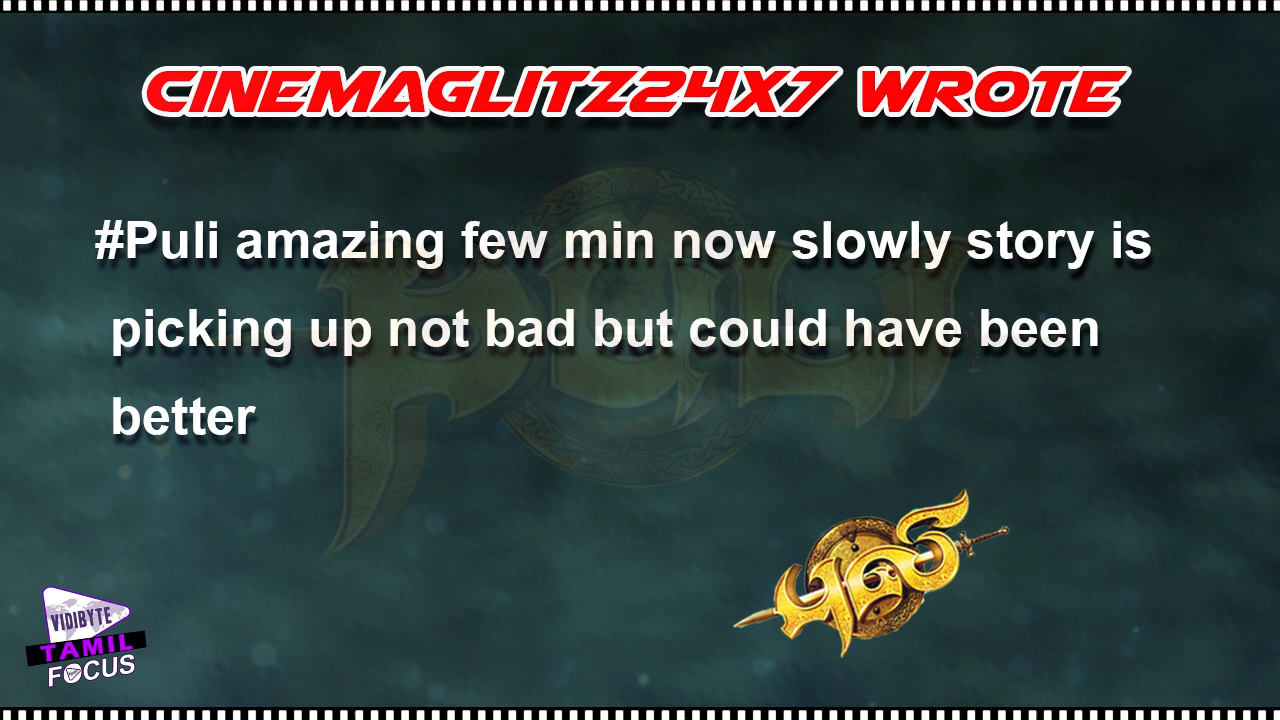 CINEMAGLITZ24X7 WROTE
PULI
#Puli amazing few min now slowly story is
picking up not bad but could have been
better
புலி
VIDIBYTE
TAMIL
FOCUS